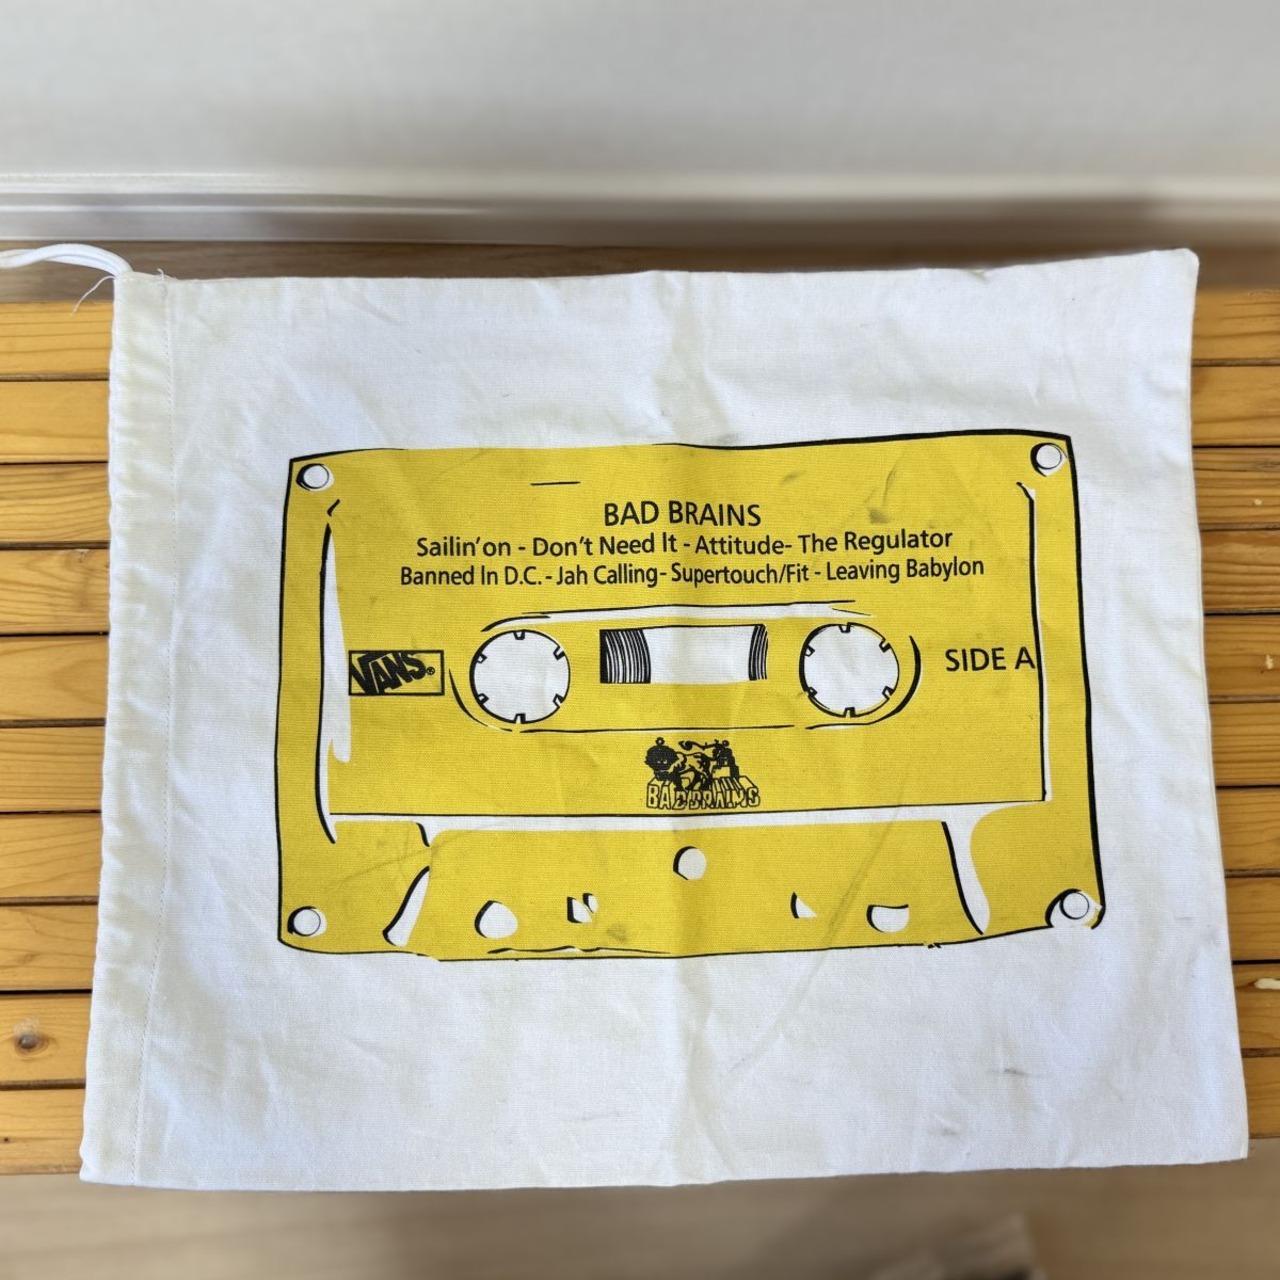 BAD BRAINS
Sailin'on - Don't Need It - Attitude- The Regulator
Banned In D.C. - Jah Calling- Supertouch/Fit - Leaving Babylon
VANS®
SIDE A
BAD BRAINS